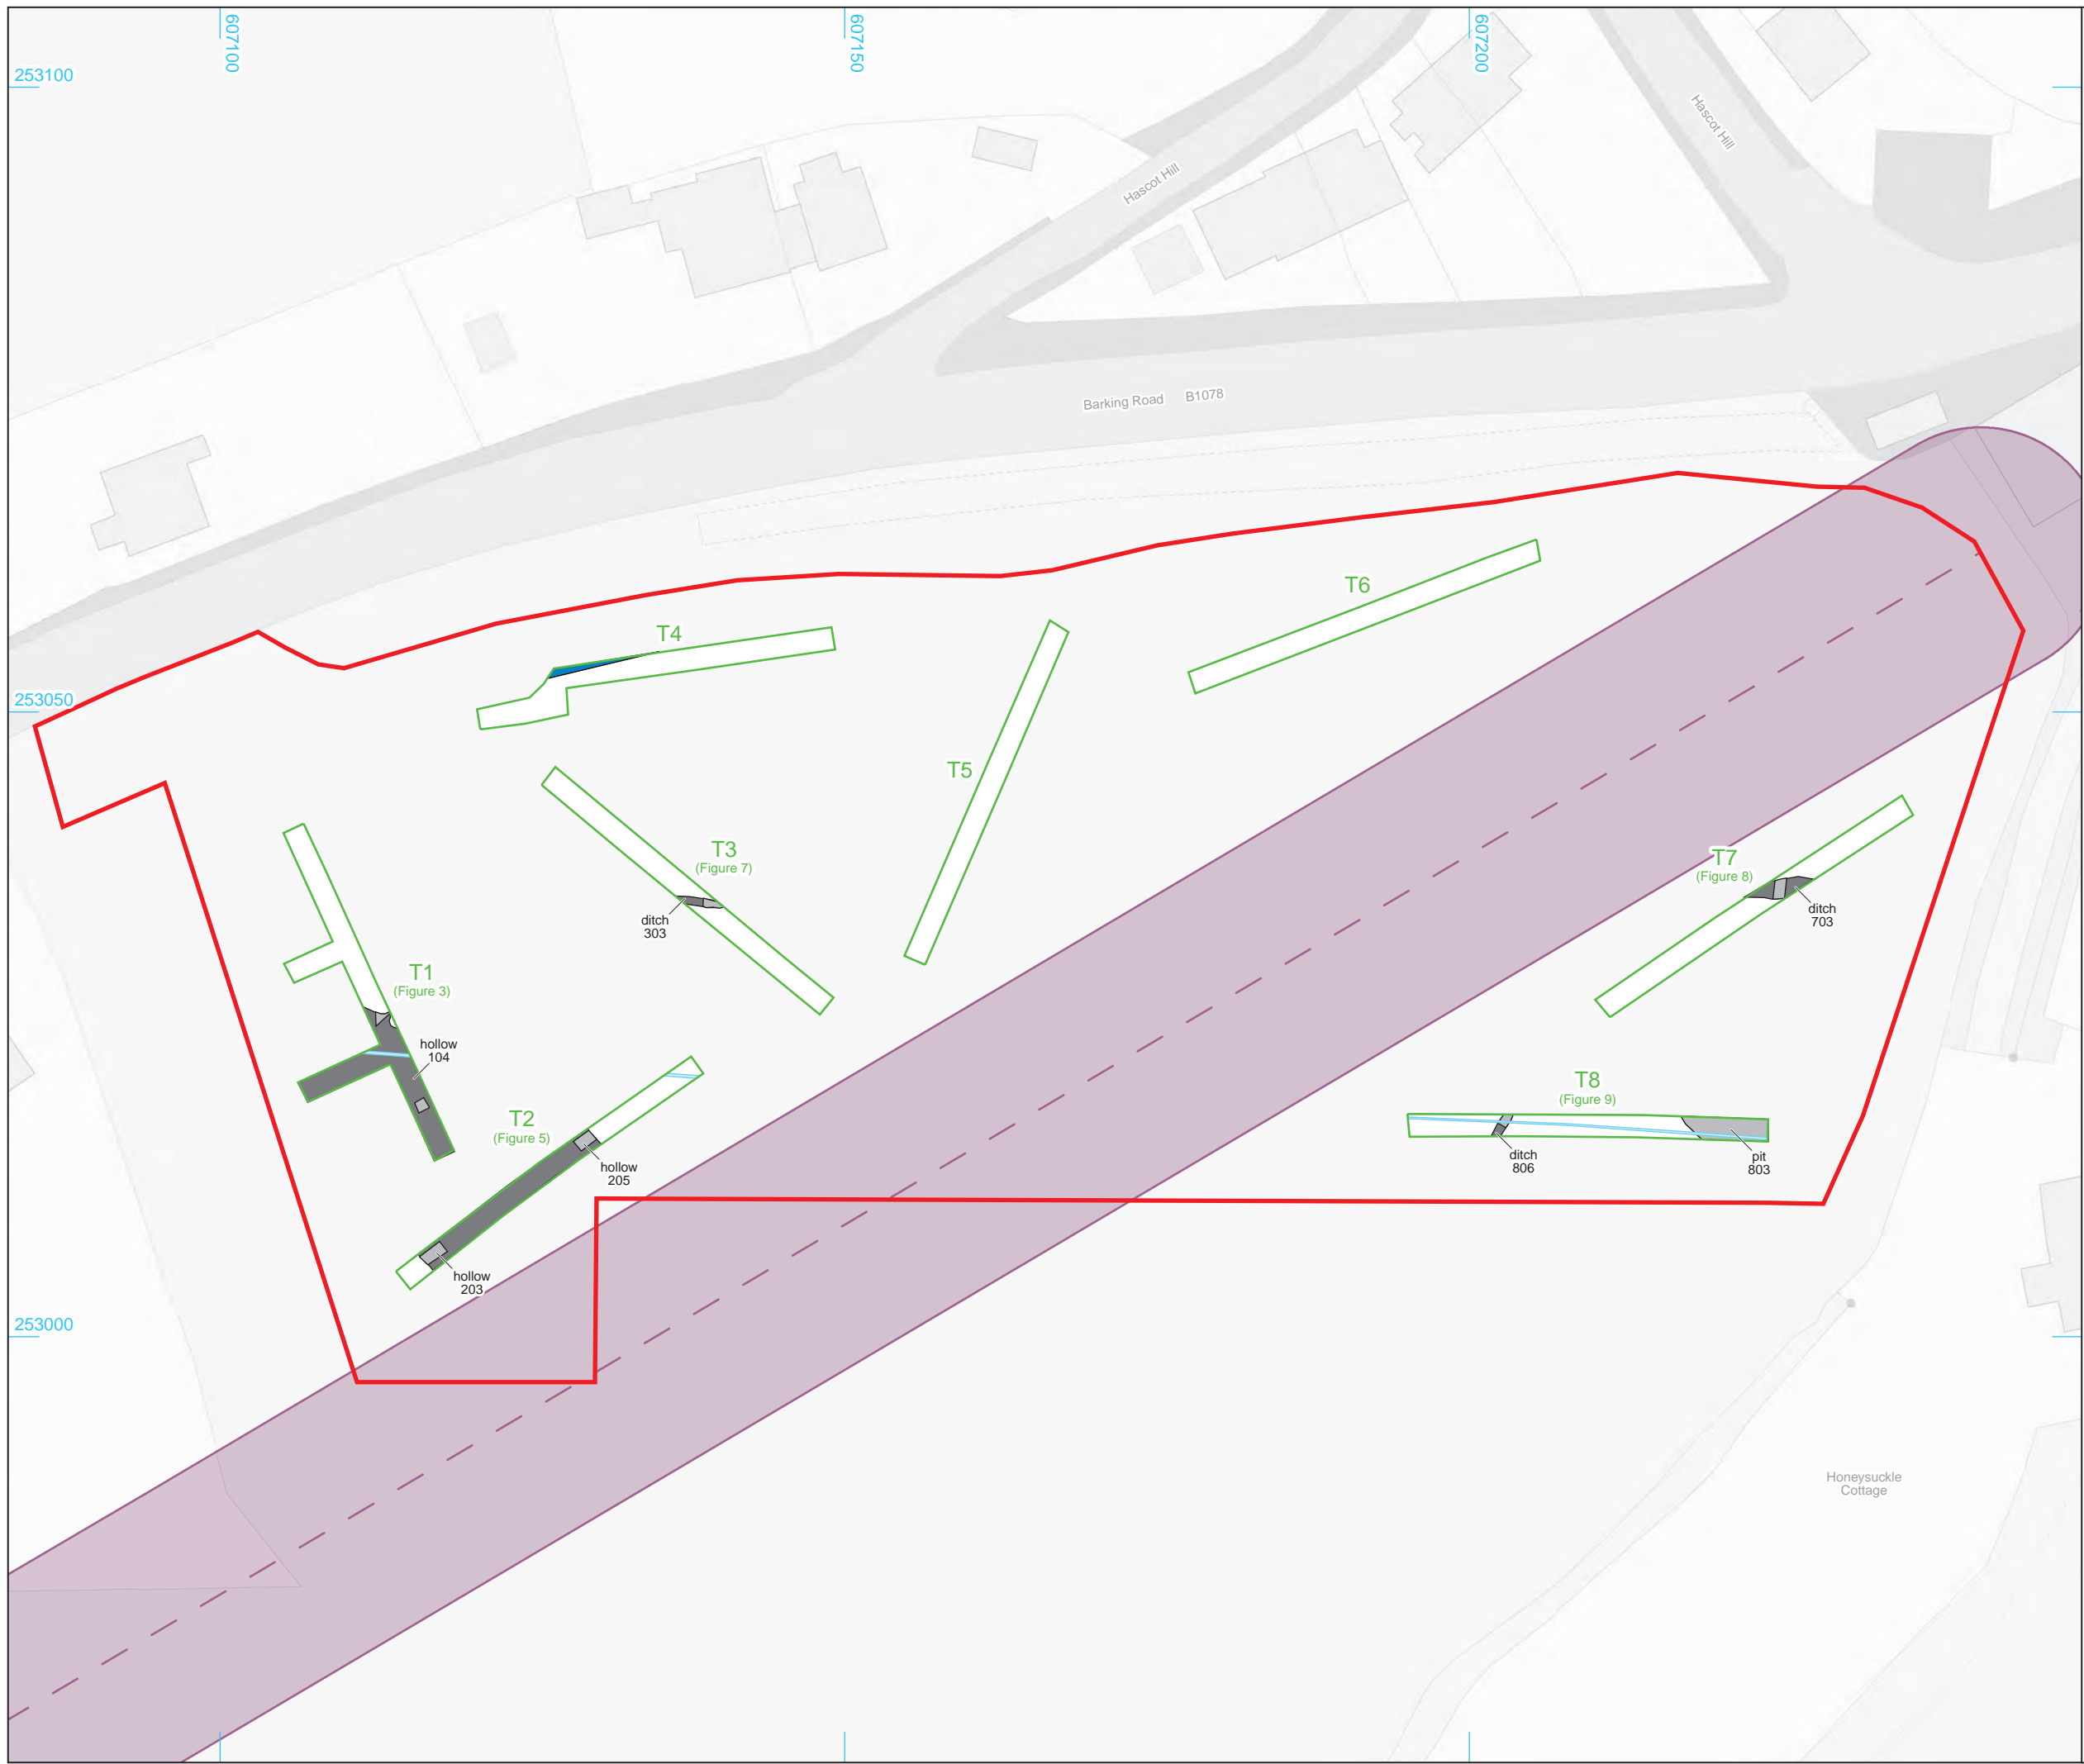 607100
607150
607200
253100
Hascot Hill
Hascot Hill
Barking Road B1078
T6
T4
253050
T5
T3
(Figure 7)
T7
(Figure 8)
ditch
303
ditch
703
T1
(Figure 3)
hollow
104
T8
(Figure 9)
T2
(Figure 5)
ditch
806
pit
803
hollow
205
hollow
203
253000
Honeysuckle
Cottage